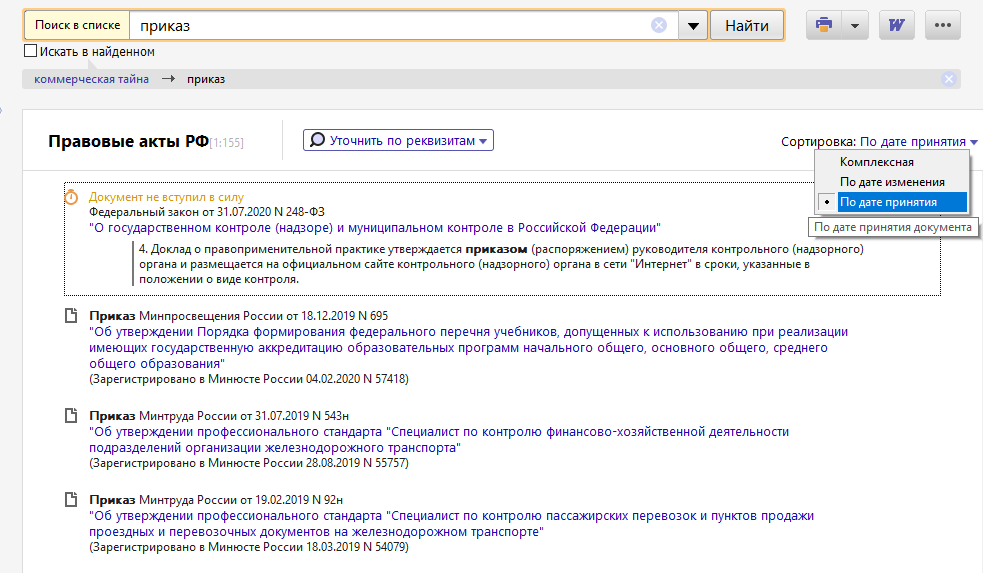 Поиск в списке приказ Найти
Искать в найденном
коммерческая тайна → приказ
Правовые акты РФ[1:155] Уточнить по реквизитам Сортировка: По дате принятия
Комплексная
По дате изменения
По дате принятия
По дате принятия документа
Документ не вступил в силу
Федеральный закон от 31.07.2020 N 248-ФЗ
"О государственном контроле (надзоре) и муниципальном контроле в Российской Федерации"
4. Доклад о правоприменительной практике утверждается приказом (распоряжением) руководителя контрольного (надзорного)
органа и размещается на официальном сайте контрольного (надзорного) органа в сети "Интернет" в сроки, указанные в
положении о виде контроля.
Приказ Минпросвещения России от 18.12.2019 N 695
"Об утверждении Порядка формирования федерального перечня учебников, допущенных к использованию при реализации
имеющих государственную аккредитацию образовательных программ начального общего, основного общего, среднего
общего образования"
(Зарегистрировано в Минюсте России 04.02.2020 N 57418)
Приказ Минтруда России от 31.07.2019 N 543н
"Об утверждении профессионального стандарта "Специалист по контролю финансово-хозяйственной деятельности
подразделений организации железнодорожного транспорта"
(Зарегистрировано в Минюсте России 28.08.2019 N 55757)
Приказ Минтруда России от 19.02.2019 N 92н
"Об утверждении профессионального стандарта "Специалист по контролю пассажирских перевозок и пунктов продажи
проездных и перевозочных документов на железнодорожном транспорте"
(Зарегистрировано в Минюсте России 18.03.2019 N 54079)